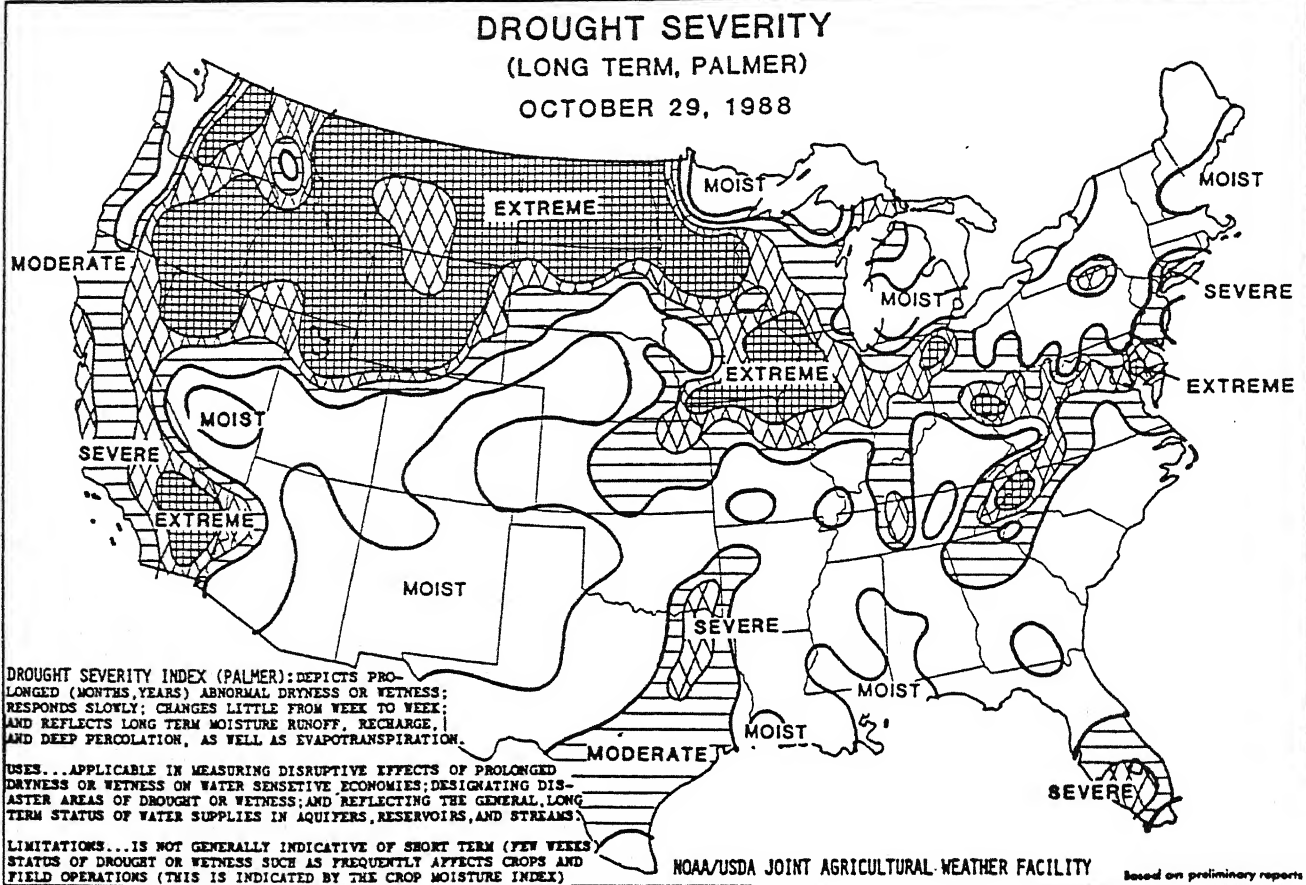 DROUGHT SEVERITY
(LONG TERM, PALMER)
OCTOBER 29, 1988
MOIST
MOIST
EXTREME
MODERATE
SEVERE
MOIST
EXTREME
EXTREME
MOIST
SEVERE
EXTREME
MOIST
SEVERE
MOIST
MOIST
MODERATE
SEVERE
DROUGHT SEVERITY INDEX (PALMER):DEPICTS PRO-
LONGED (MONTHS,YEARS) ABNORMAL DRYNESS OR WETNESS;
RESPONDS SLOWLY; CHANGES LITTLE FROM WEEK TO WEEK;
AND REFLECTS LONG TERM MOISTURE RUNOFF, RECHARGE,
AND DEEP PERCOLATION, AS WELL AS EVAPOTRANSPIRATION.
USES...APPLICABLE IN MEASURING DISRUPTIVE EFFECTS OF PROLONGED
DRYNESS OR WETNESS ON WATER SENSETIVE ECONOMIES;DESIGNATING DIS-
ASTER AREAS OF DROUGHT OR WETNESS;AND REFLECTING THE GENERAL,LONG
TERM STATUS OF WATER SUPPLIES IN AQUIFERS,RESERVOIRS,AND STREAMS.
LIMITATIONS...IS NOT GENERALLY INDICATIVE OF SHORT TERM (FEW WEEKS
STATUS OF DROUGHT OR WETNESS SUCH AS FREQUENTLY AFFECTS CROPS AND
FIELD OPERATIONS (THIS IS INDICATED BY THE CROP MOISTURE INDEX)
NOAA/USDA JOINT AGRICULTURAL-WEATHER FACILITY
Based on preliminary reports